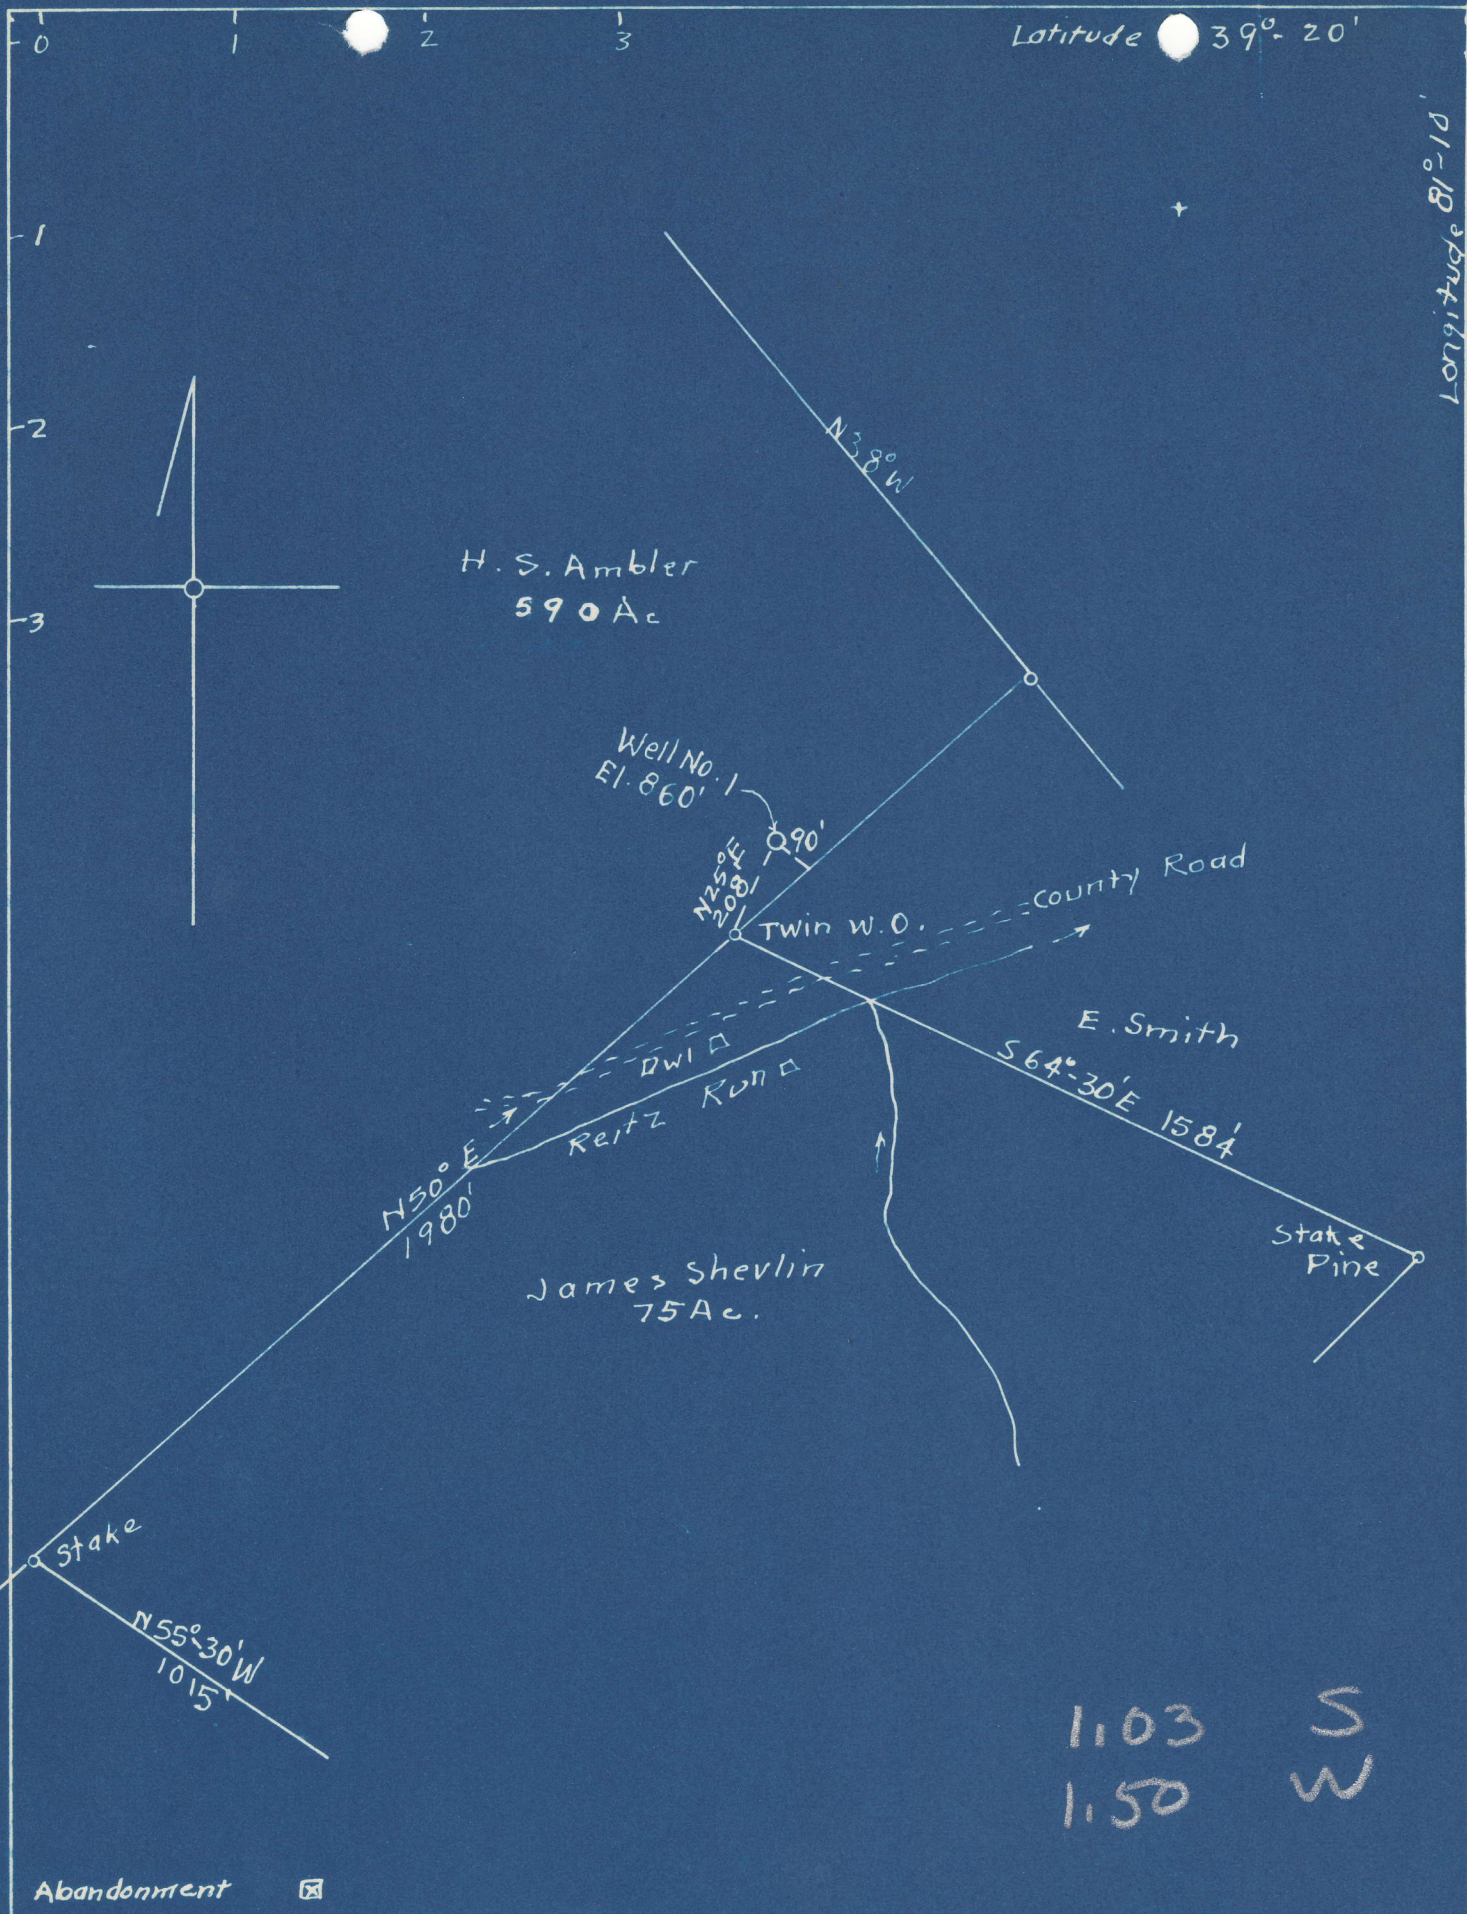 0 1 2 3 Latitude 39°- 20'
Longitude 81°-10'
1
2
3
N38°W
H. S. Ambler
590 Ac
Well No. 1
El. 860'
90'
N25°E
208'
Twin W.O.
County Road
E. Smith
S64°-30'E 1584'
Dwl
Reitz Run
N50°E
1980'
Stake
Pine
James Shevlin
75Ac.
Stake
N55°-30'W
1015'
1.03 S
1.50 W
Abandonment